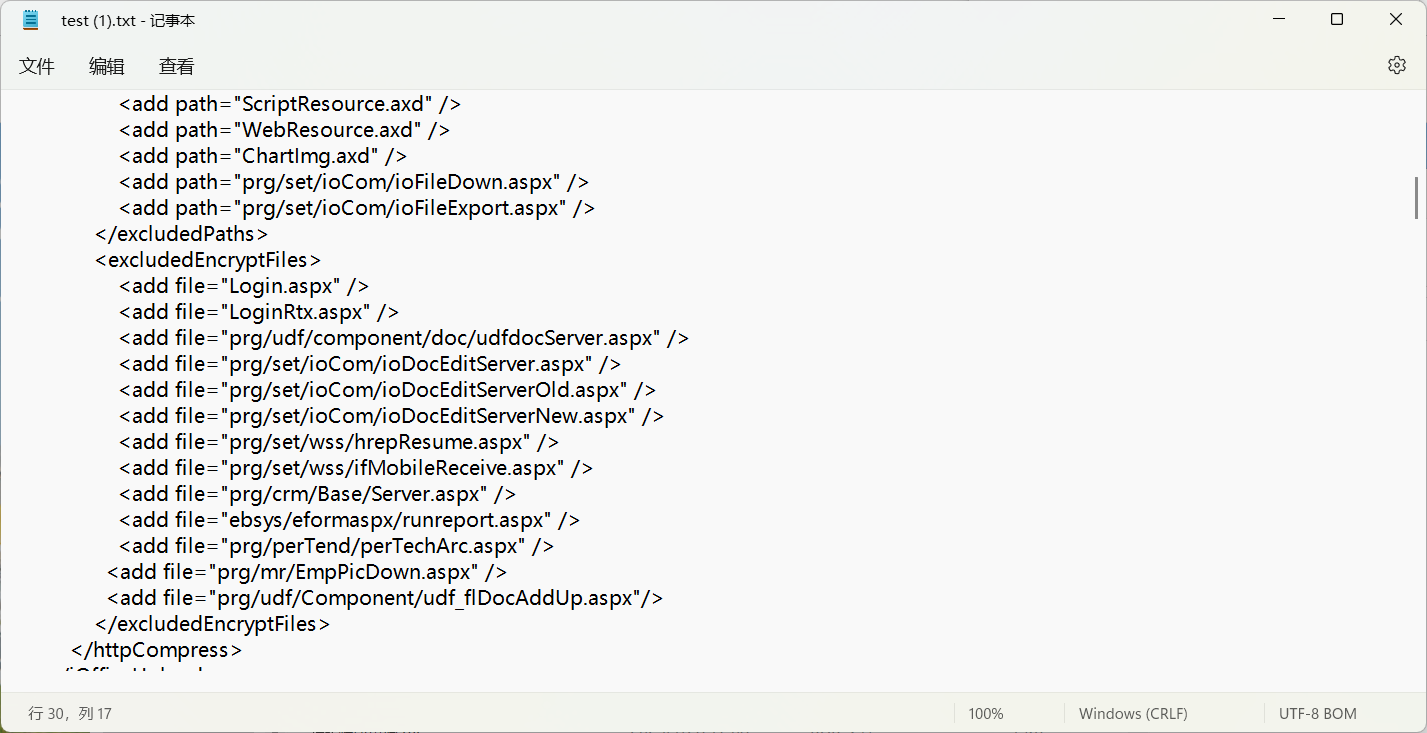 test (1).txt - 记事本
文件 编辑 查看
<add path="ScriptResource.axd" />
<add path="WebResource.axd" />
<add path="ChartImg.axd" />
<add path="prg/set/ioCom/ioFileDown.aspx" />
<add path="prg/set/ioCom/ioFileExport.aspx" />
</excludedPaths>
<excludedEncryptFiles>
<add file="Login.aspx" />
<add file="LoginRtx.aspx" />
<add file="prg/udf/component/doc/udfdocServer.aspx" />
<add file="prg/set/ioCom/ioDocEditServer.aspx" />
<add file="prg/set/ioCom/ioDocEditServerOld.aspx" />
<add file="prg/set/ioCom/ioDocEditServerNew.aspx" />
<add file="prg/set/wss/hrepResume.aspx" />
<add file="prg/set/wss/ifMobileReceive.aspx" />
<add file="prg/crm/Base/Server.aspx" />
<add file="ebsys/eformaspx/runreport.aspx" />
<add file="prg/perTend/perTechArc.aspx" />
<add file="prg/mr/EmpPicDown.aspx" />
<add file="prg/udf/Component/udf_flDocAddUp.aspx"/>
</excludedEncryptFiles>
</httpCompress>
行 30，列 17 100% Windows (CRLF) UTF-8 BOM